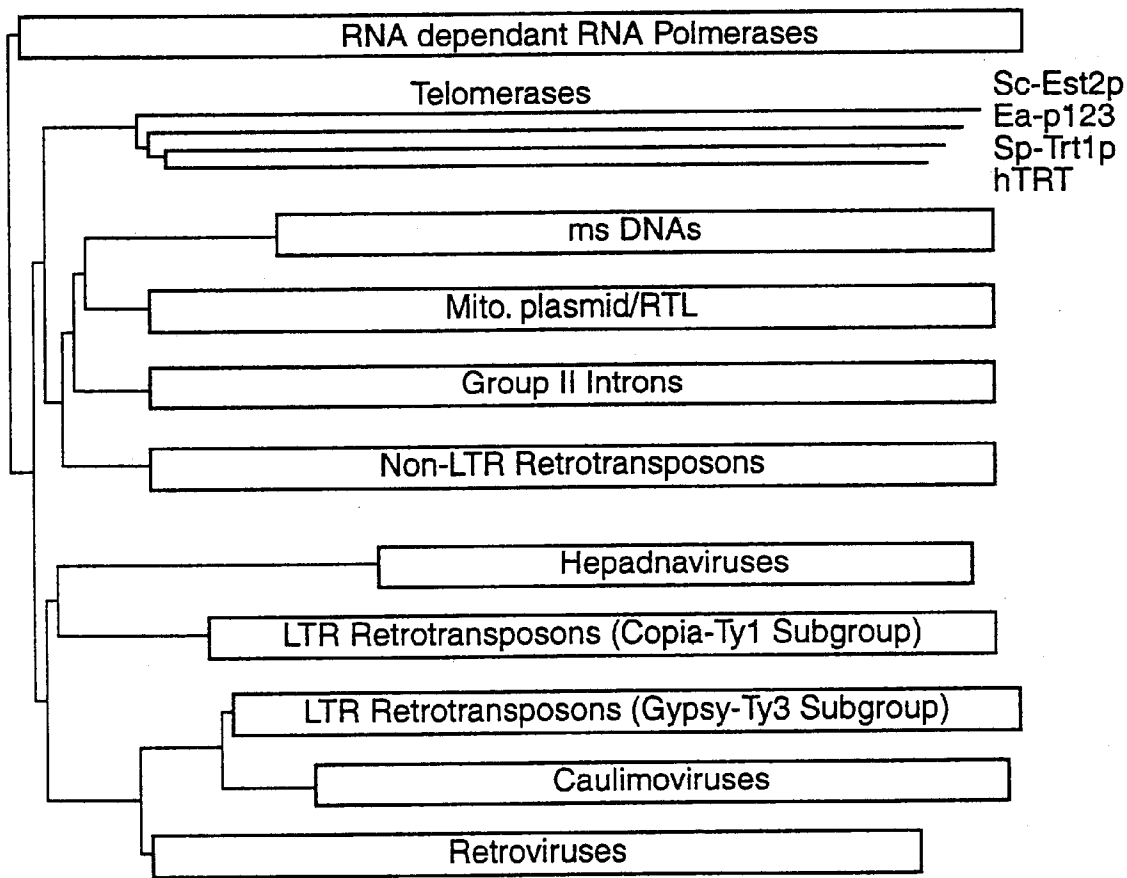 RNA dependant RNA Polmerases
Telomerases
Sc-Est2p
Ea-p123
Sp-Trt1p
hTRT
ms DNAs
Mito. plasmid/RTL
Group II Introns
Non-LTR Retrotransposons
Hepadnaviruses
LTR Retrotransposons (Copia-Ty1 Subgroup)
LTR Retrotransposons (Gypsy-Ty3 Subgroup)
Caulimoviruses
Retroviruses